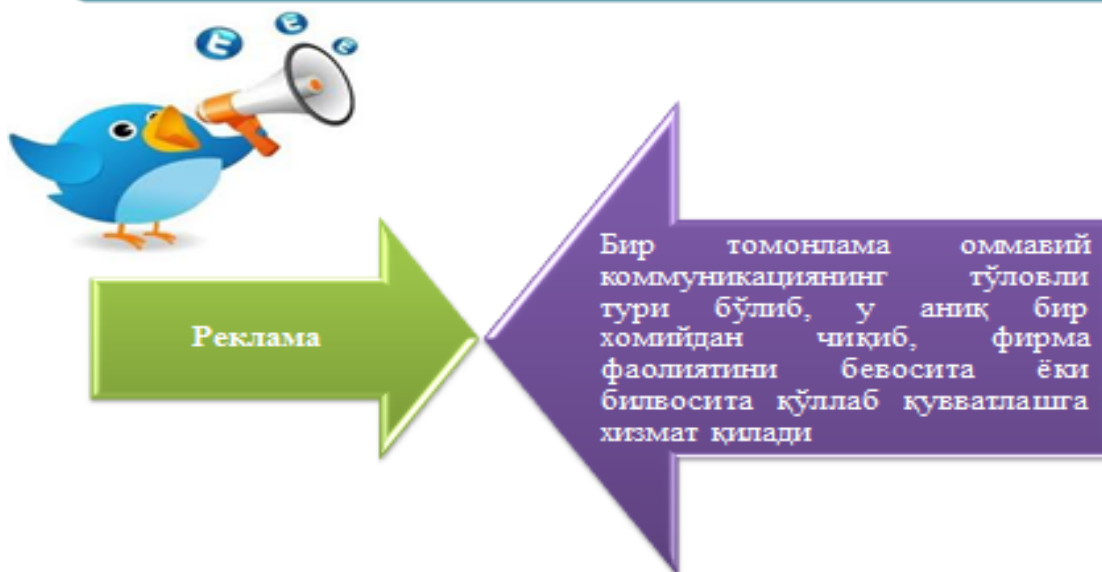 Реклама
Бир томонлама оммавий
коммуникациянинг тўловли
тури бўлиб, у аниқ бир
хомийдан чиқиб, фирма
фаолиятини бевосита ёки
билвосита қўллаб қувватлашга
хизмат қилади